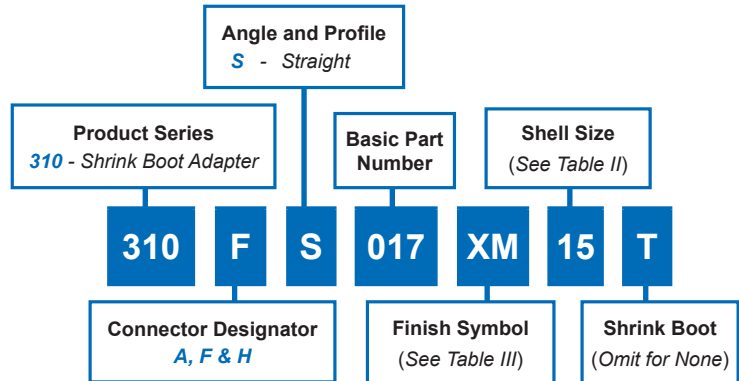 Angle and Profile
S - Straight
Product Series
310 - Shrink Boot Adapter
Basic Part
Number
Shell Size
(See Table II)
310 F S 017 XM 15 T
Connector Designator
A, F & H
Finish Symbol
(See Table III)
Shrink Boot
(Omit for None)